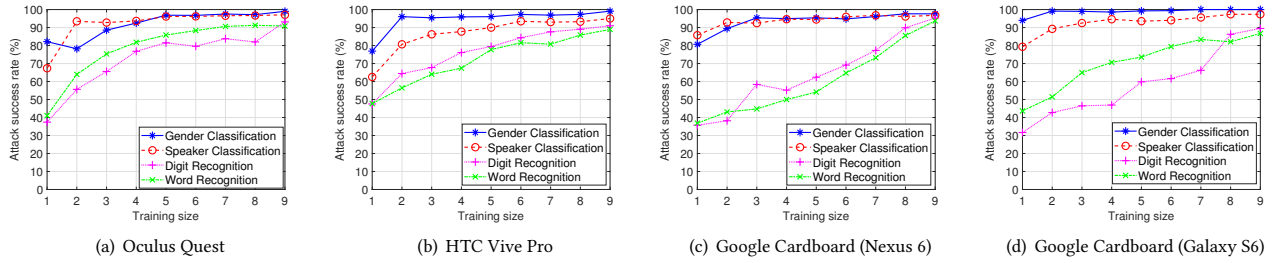 Attack success rate (%)
100
90
80
70
60
50
40
30
20
10
0
Gender Classification
Speaker Classification
Digit Recognition
Word Recognition
1 2 3 4 5 6 7 8 9
Training size
(a) Oculus Quest
Attack success rate (%)
100
90
80
70
60
50
40
30
20
10
0
Gender Classification
Speaker Classification
Digit Recognition
Word Recognition
1 2 3 4 5 6 7 8 9
Training size
(b) HTC Vive Pro
Attack success rate (%)
100
90
80
70
60
50
40
30
20
10
0
Gender Classification
Speaker Classification
Digit Recognition
Word Recognition
1 2 3 4 5 6 7 8 9
Training size
(c) Google Cardboard (Nexus 6)
Attack success rate (%)
100
90
80
70
60
50
40
30
20
10
0
Gender Classification
Speaker Classification
Digit Recognition
Word Recognition
1 2 3 4 5 6 7 8 9
Training size
(d) Google Cardboard (Galaxy S6)